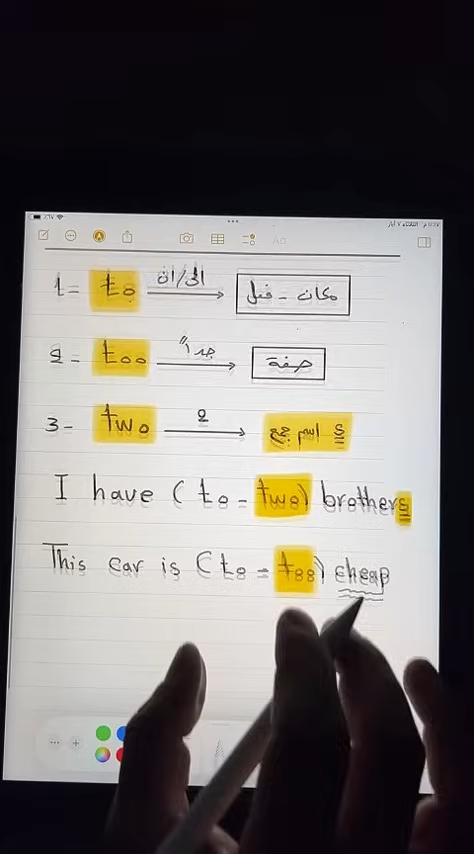 1- to الى/ان مكان - فعل
2- too جداً صفة
3- two 2 اسم جمع s
I have (to - two) brothers
This car is (to - too) cheap